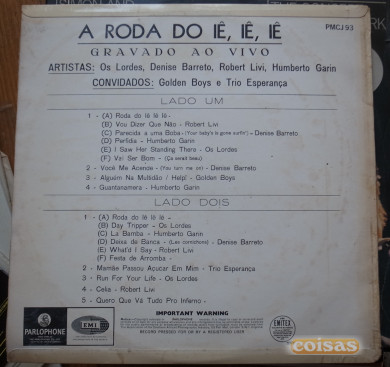 A RODA DO IÊ, IÊ, IÊ
PMCJ 93
GRAVADO AO VIVO
ARTISTAS: Os Lordes, Denise Barreto, Robert Livi, Humberto Garin
CONVIDADOS: Golden Boys e Trio Esperança
LADO UM
1 - (A) Roda do iê iê iê -
(B) Vou Dizer Que Não - Robert Livi
(C) Parecida a uma Boba - (Your baby's gone surfin') - Denise Barreto
(D) Perfidia - Humberto Garin
(E) I Saw Her Standing There - Os Lordes
(F) Vai Ser Bom - (Ça serait beau)
2 - Você Me Acende - (You turn me on) - Denise Barreto
3 - Alguém Na Multidão / Help! - Golden Boys
4 - Guantanamera - Humberto Garin
LADO DOIS
1 - (A) Roda do iê iê iê -
(B) Day Tripper - Os Lordes
(C) La Bamba - Humberto Garin
(D) Deixa de Banca - (Les cornichons) - Denise Barreto
(E) What'd I Say - Robert Livi
(F) Festa de Arromba -
2 - Mamãe Passou Açucar Em Mim - Trio Esperança
3 - Run For Your Life - Os Lordes
4 - Celia - Robert Livi
5 - Quero Que Vá Tudo Pro Inferno -
IMPORTANT WARNING
PARLOPHONE
EMI
EMITEX
coisas